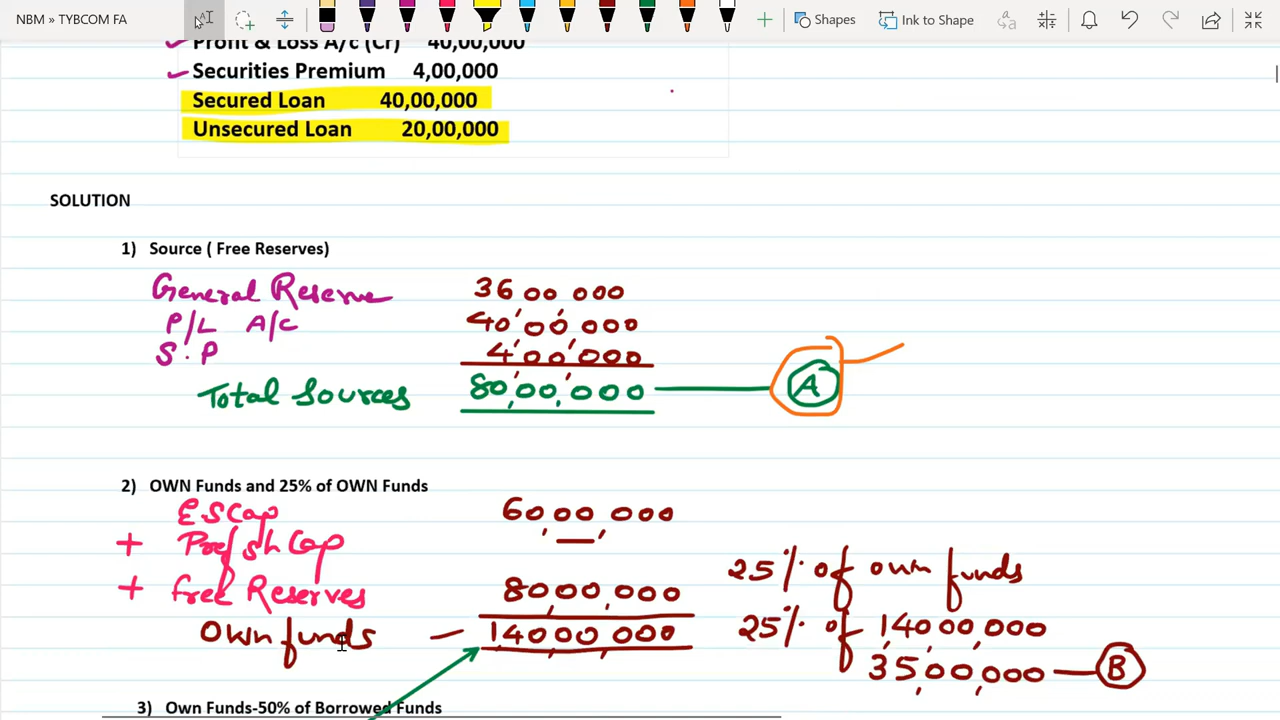 NBM » TYBCOM FA
Shapes
Ink to Shape
Profit & Loss A/c (Cr) 40,00,000
Securities Premium 4,00,000
Secured Loan 40,00,000
Unsecured Loan 20,00,000
SOLUTION
1) Source ( Free Reserves)
General Reserve 36,00,000
P/L A/C 40,00,000
S.P 4,00,000
Total Sources 80,00,000 A
2) OWN Funds and 25% of OWN Funds
ESCap 60,00,000
+ Pref Sh Cap —
+ Free Reserves 80,00,000
Own funds — 1,40,00,000
25% of own funds
25% of 1,40,00,000
35,00,000 — B
3) Own Funds-50% of Borrowed Funds